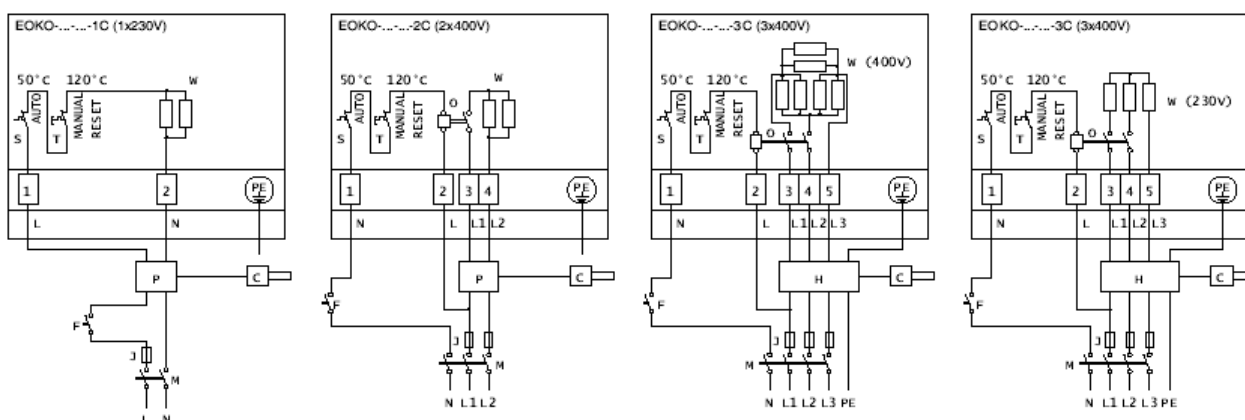 EOKO-...-...-1C (1x230V)
50°C 120°C
W
AUTO
MANUAL
RESET
S
T
1
2
PE
L
N
P
C
F
J
M
L N
EOKO-...-...-2C (2x400V)
50°C 120°C
W
O
AUTO
MANUAL
RESET
S
T
1
2
3
4
PE
N
L
L1 L2
P
C
F
J
M
N L1 L2
EOKO-...-...-3C (3x400V)
W (400V)
50°C 120°C
O
AUTO
MANUAL
RESET
S
T
1
2
3
4
5
PE
N
L
L1 L2 L3
H
C
F
J
M
N L1 L2 L3 PE
EOKO-...-...-3C (3x400V)
50°C 120°C
W (230V)
O
AUTO
MANUAL
RESET
S
T
1
2
3
4
5
PE
N
L
L1 L2 L3
H
C
F
J
M
N L1 L2 L3 PE